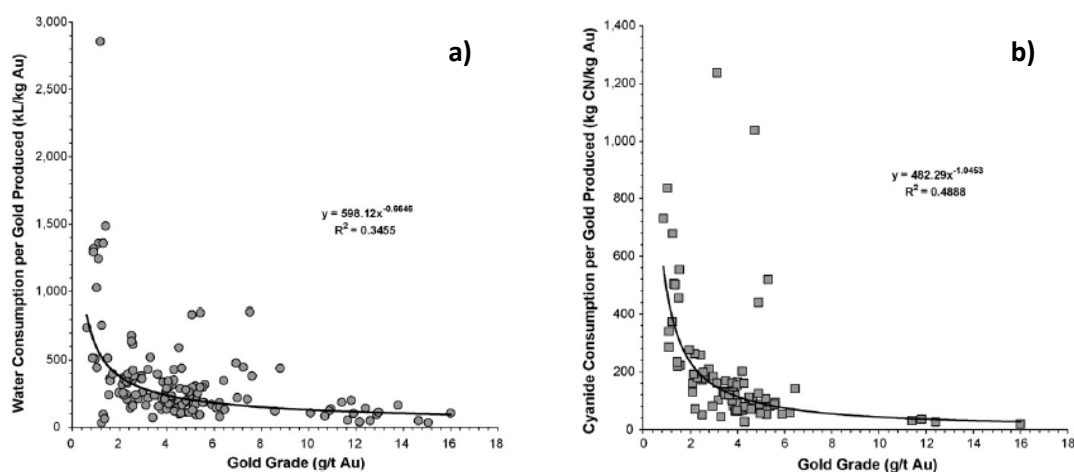 a)
Water Consumption per Gold Produced (kL/kg Au)
3,000
2,500
2,000
1,500
1,000
500
0
y = 598.12x^-0.6646
R² = 0.3455
0 2 4 6 8 10 12 14 16 18
Gold Grade (g/t Au)
b)
Cyanide Consumption per Gold Produced (kg CN/kg Au)
1,400
1,200
1,000
800
600
400
200
0
y = 482.29x^-1.0453
R² = 0.4888
0 2 4 6 8 10 12 14 16
Gold Grade (g/t Au)